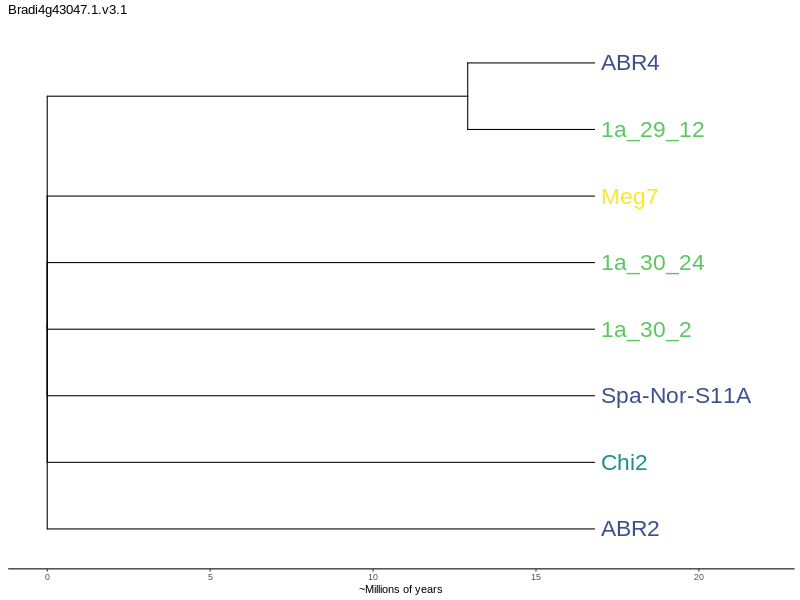 Bradi4g43047.1.v3.1
ABR4
1a_29_12
Meg7
1a_30_24
1a_30_2
Spa-Nor-S11A
Chi2
ABR2
0 5 10 15 20
~Millions of years